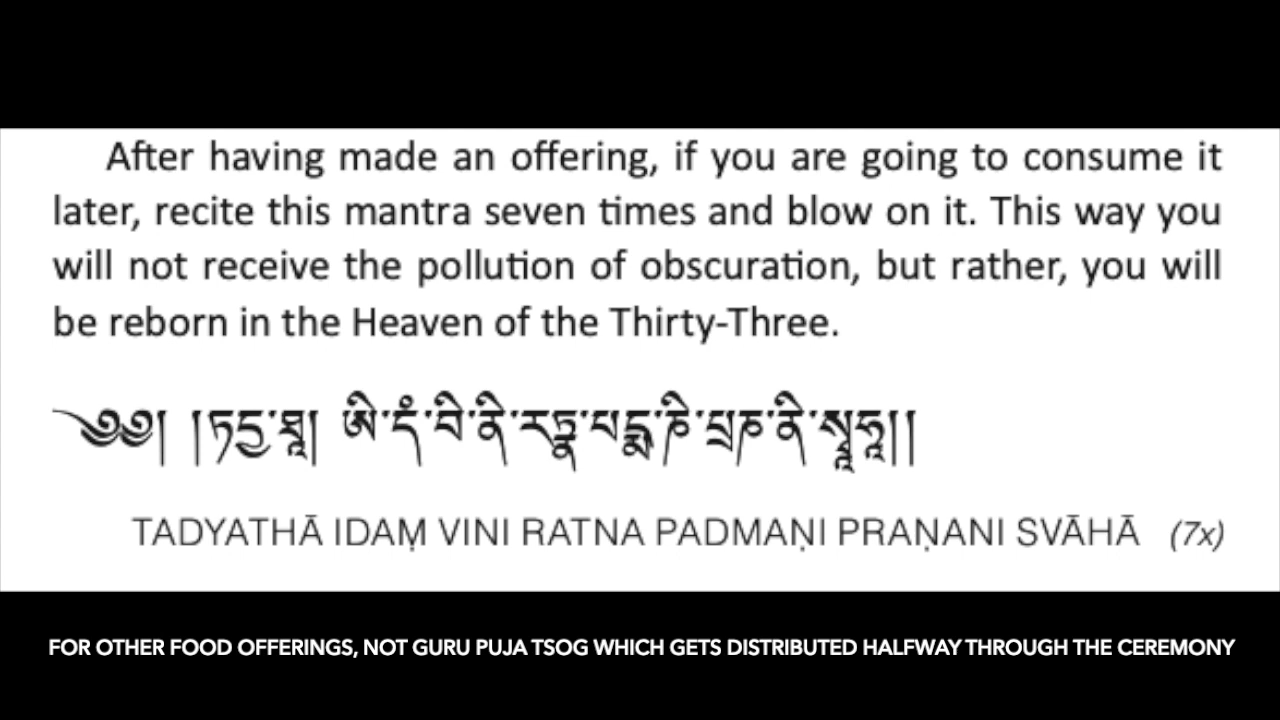 After having made an offering, if you are going to consume it
later, recite this mantra seven times and blow on it. This way you
will not receive the pollution of obscuration, but rather, you will
be reborn in the Heaven of the Thirty-Three.
༄༅། །ཏདྱ་ཐཱ། ཨི་དཾ་བི་ནི་རཏྣ་པདྨ་ཎི་པྲཎ་ནི་སྭཱཧཱ།།
TADYATHĀ IDAṂ VINI RATNA PADMAṆI PRAṆANI SVĀHĀ (7x)
FOR OTHER FOOD OFFERINGS, NOT GURU PUJA TSOG WHICH GETS DISTRIBUTED HALFWAY THROUGH THE CEREMONY